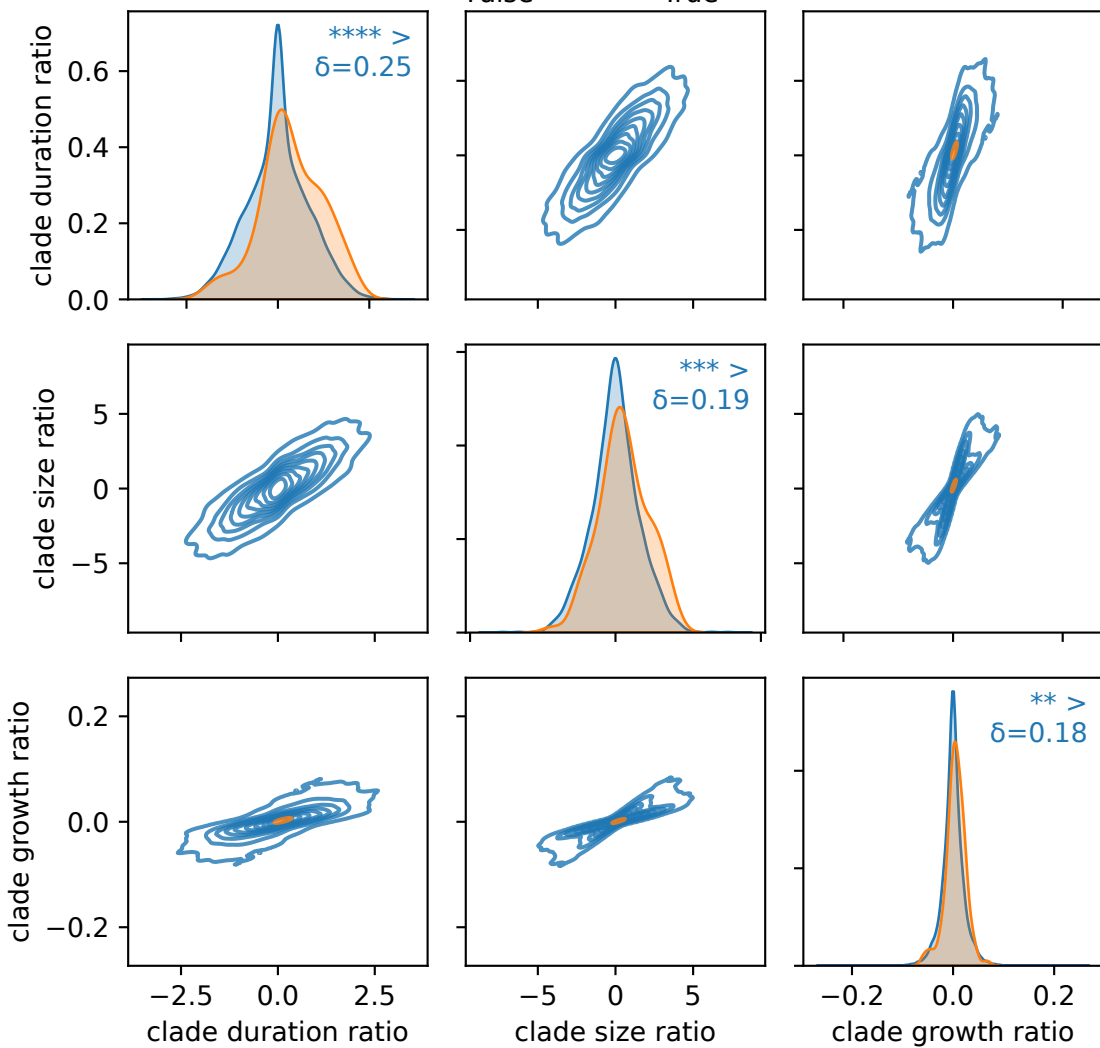 clade duration ratio
0.6
0.4
0.2
0.0
**** >
δ=0.25
clade size ratio
5
0
−5
*** >
δ=0.19
clade growth ratio
0.2
0.0
−0.2
** >
δ=0.18
−2.5 0.0 2.5
−5 0 5
−0.2 0.0 0.2
clade duration ratio
clade size ratio
clade growth ratio